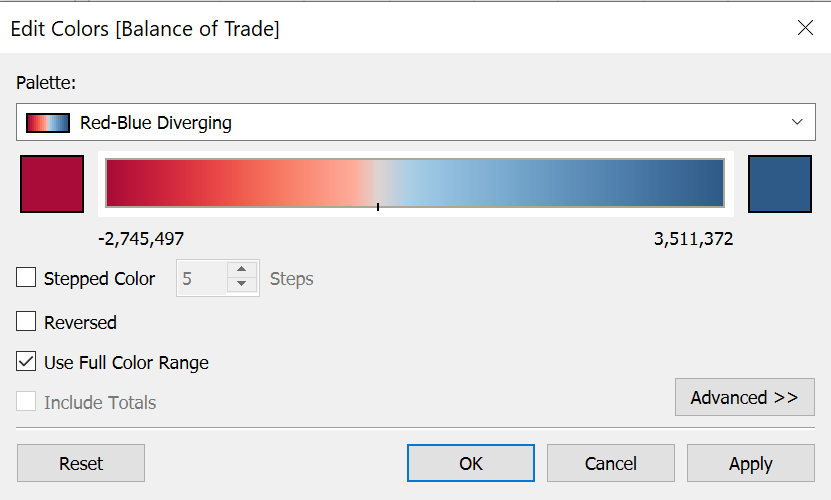 Edit Colors [Balance of Trade]
Palette:
Red-Blue Diverging
-2,745,497 3,511,372
Stepped Color 5 Steps
Reversed
Use Full Color Range
Include Totals
Advanced >>
Reset OK Cancel Apply